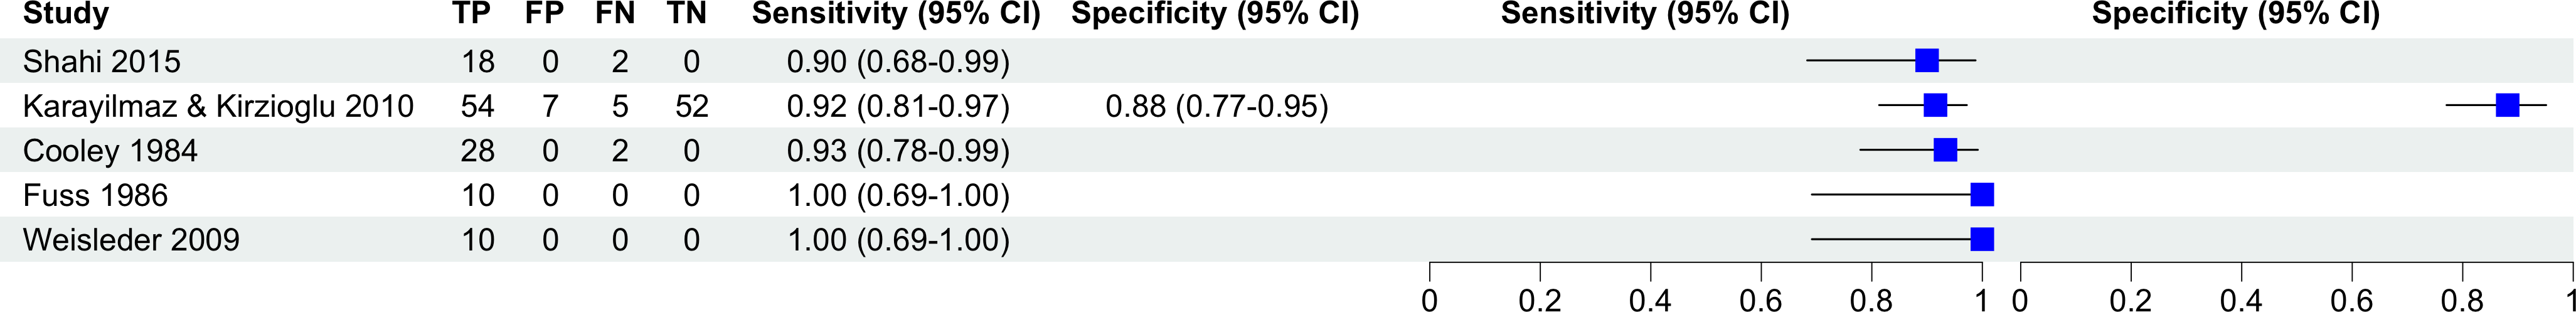 Study TP FP FN TN Sensitivity (95% CI) Specificity (95% CI) Sensitivity (95% CI) Specificity (95% CI)
Shahi 2015 18 0 2 0 0.90 (0.68-0.99)
Karayilmaz & Kirzioglu 2010 54 7 5 52 0.92 (0.81-0.97) 0.88 (0.77-0.95)
Cooley 1984 28 0 2 0 0.93 (0.78-0.99)
Fuss 1986 10 0 0 0 1.00 (0.69-1.00)
Weisleder 2009 10 0 0 0 1.00 (0.69-1.00)
0 0.2 0.4 0.6 0.8 1 0 0.2 0.4 0.6 0.8 1